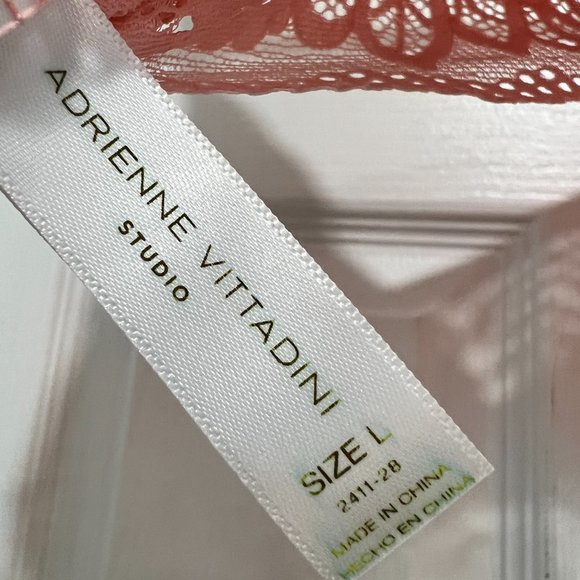 ADRIENNE VITTADINI
STUDIO
SIZE L
2411-28
MADE IN CHINA
HECHO EN CHINA